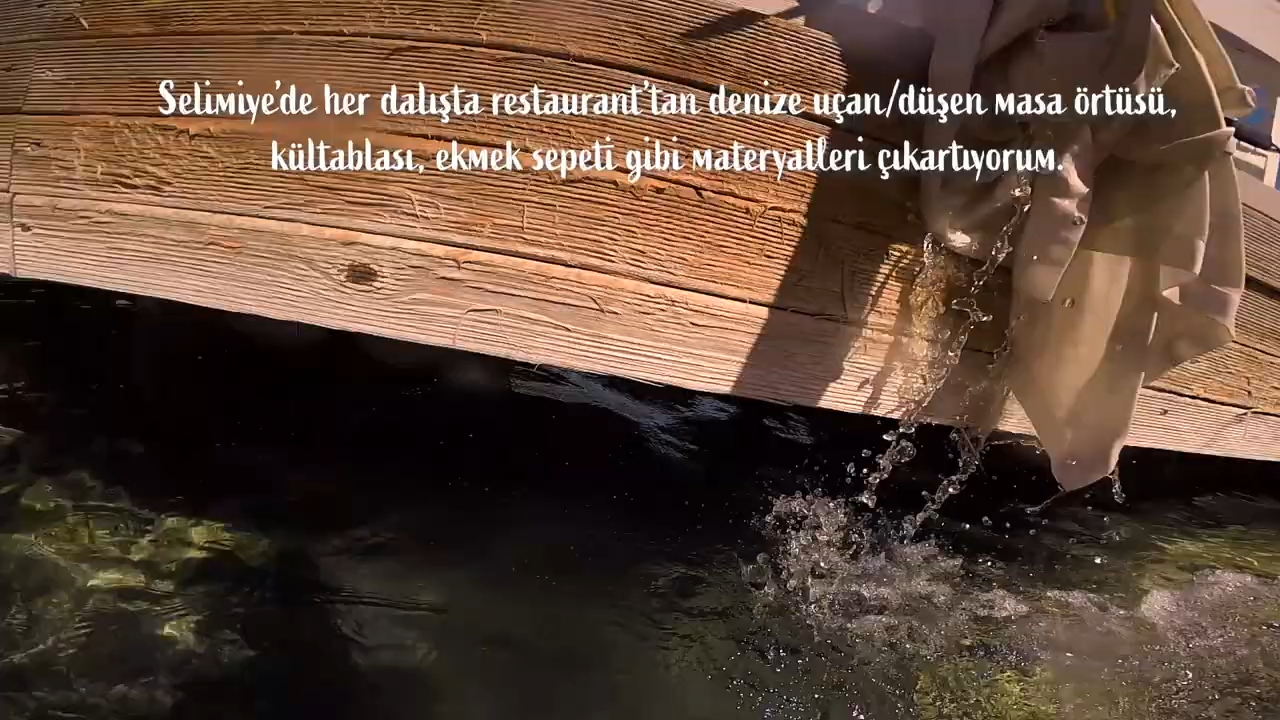 Selimiye'de her dalışta restaurant'tan denize uçan/düşen masa örtüsü,
kültablası, ekmek sepeti gibi materyalleri çıkartıyorum.